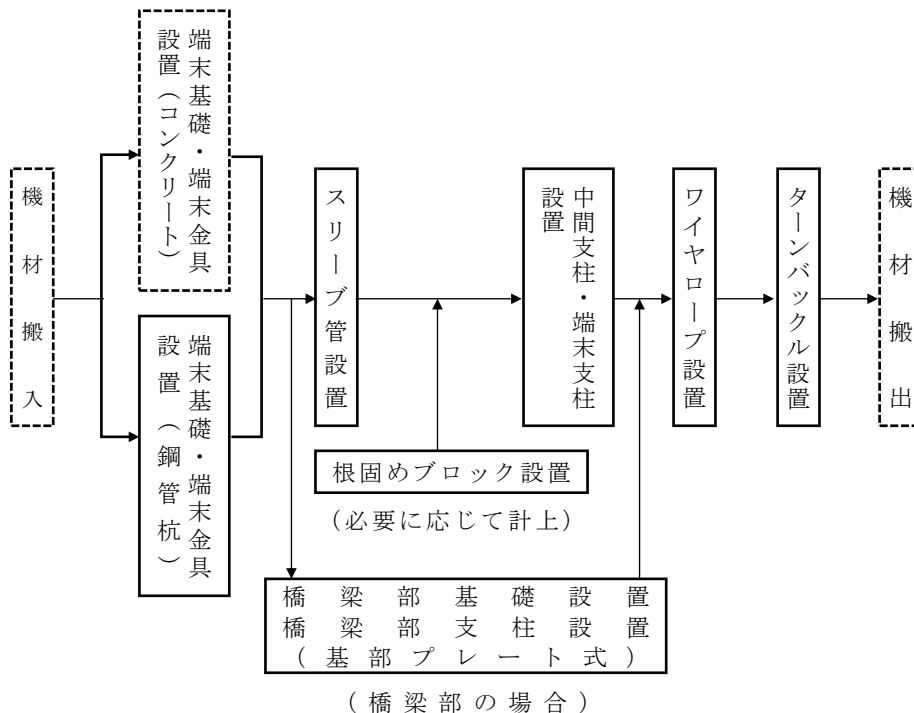 機材搬入
端末基礎・端末金具
設置(コンクリート)
端末基礎・端末金具
設置(鋼管杭)
スリーブ管設置
根固めブロック設置
(必要に応じて計上)
橋梁部基礎設置
橋梁部支柱設置
(基部プレート式)
(橋梁部の場合)
中間支柱・端末支柱
設置
ワイヤロープ設置
ターンバックル設置
機材搬出